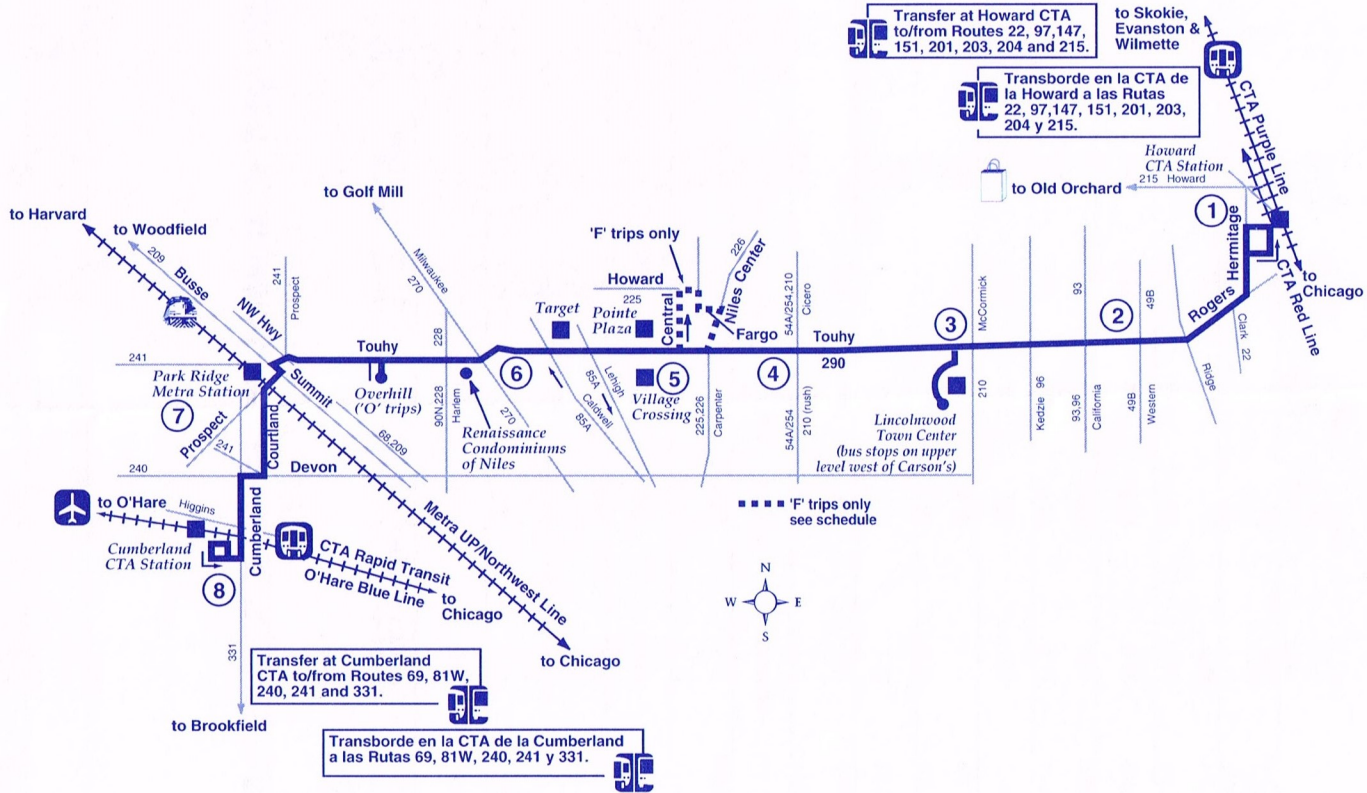 Transfer at Howard CTA
to/from Routes 22, 97,147,
151, 201, 203, 204 and 215.
to Skokie,
Evanston &
Wilmette
Transborde en la CTA de
la Howard a las Rutas
22, 97,147, 151, 201, 203,
204 y 215.
CTA Purple Line
Howard
CTA Station
215 Howard
to Old Orchard
1
Hermitage
to
Chicago
CTA Red Line
Rogers
Clark 22
Ridge
to Golf Mill
to Harvard
to Woodfield
209
Busse
NW Hwy
241
Prospect
Milwaukee
270
'F' trips only
Howard
225
226
Niles Center
Central
Fargo
Target
Pointe
Plaza
54A/254,210
Cicero
McCormick
93
49B
2
3
Touhy
290
4
5
6
Touhy
228
241
Park Ridge
Metra Station
7
Summit
Overhill
('O' trips)
90N,228
Harlem
270
Renaissance
Condominiums
of Niles
85A
Lehigh
Caldwell
85A
Village
Crossing
225,226
Carpenter
54A/254
210 (rush)
Lincolnwood
Town Center
(bus stops on upper
level west of Carson's)
210
Kedzie 96
93,96
California
49B
Western
Prospect
241
Courtland
68,209
240
Devon
to O'Hare
Higgins
Cumberland
CTA Station
Cumberland
8
CTA Rapid Transit
O'Hare Blue Line
to
Chicago
Metra UP/Northwest Line
to Chicago
'F' trips only
see schedule
N
W
E
S
331
to Brookfield
Transfer at Cumberland
CTA to/from Routes 69, 81W,
240, 241 and 331.
Transborde en la CTA de la Cumberland
a las Rutas 69, 81W, 240, 241 y 331.